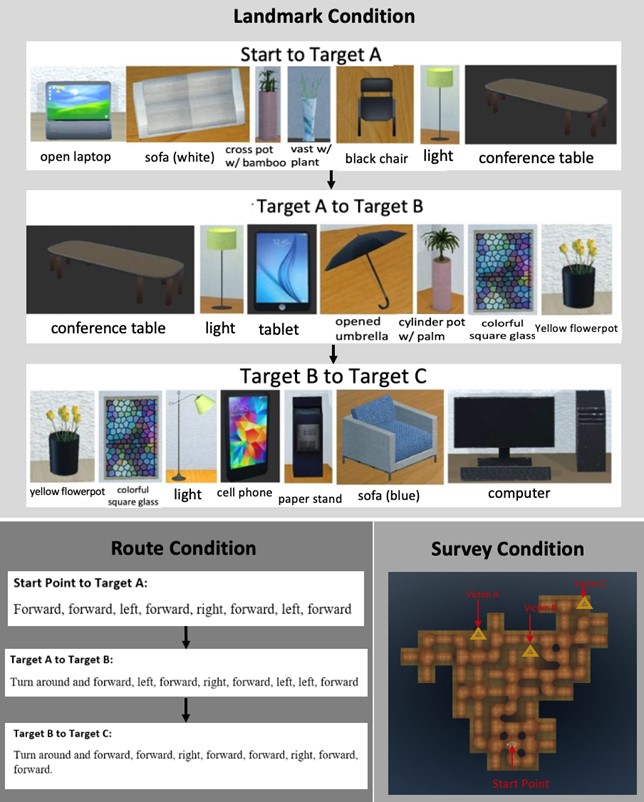 Landmark Condition
Start to Target A
open laptop
sofa (white)
cross pot
w/ bamboo
vast w/
plant
black chair
light
conference table
Target A to Target B
conference table
light
tablet
opened
umbrella
cylinder pot
w/ palm
colorful
square glass
Yellow flowerpot
Target B to Target C
yellow flowerpot
colorful
square glass
light
cell phone
paper stand
sofa (blue)
computer
Route Condition
Start Point to Target A:
Forward, forward, left, forward, right, forward, left, forward
Target A to Target B:
Turn around and forward, left, forward, right, forward, left, left, forward
Target B to Target C:
Turn around and forward, forward, right, forward, forward, right, forward,
forward.
Survey Condition
Victim A
Victim B
Victim C
Start Point